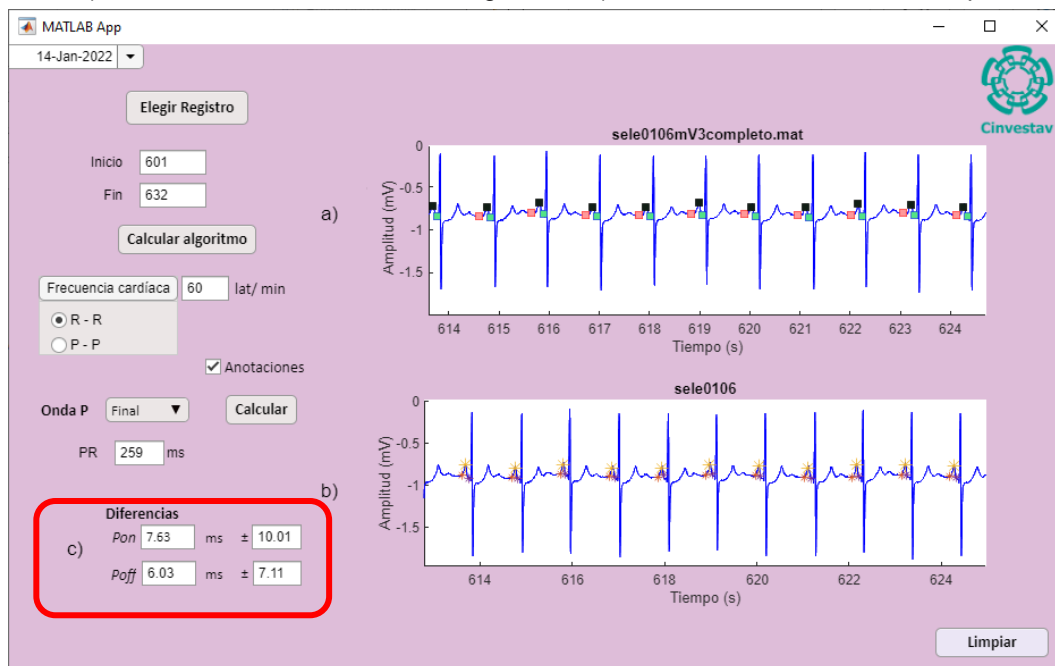 MATLAB App
14-Jan-2022
Elegir Registro
Cinvestav
Inicio 601
Fin 632
Calcular algoritmo
Frecuencia cardíaca 60 lat/ min
R - R
P - P
Anotaciones
Onda P Final Calcular
PR 259 ms
Diferencias
c)
Pon 7.63 ms ± 10.01
Poff 6.03 ms ± 7.11
a)
sele0106mV3completo.mat
Amplitud (mV)
0
-0.5
-1
-1.5
614 615 616 617 618 619 620 621 622 623 624
Tiempo (s)
b)
sele0106
Amplitud (mV)
0
-0.5
-1
-1.5
614 616 618 620 622 624
Tiempo (s)
Limpiar